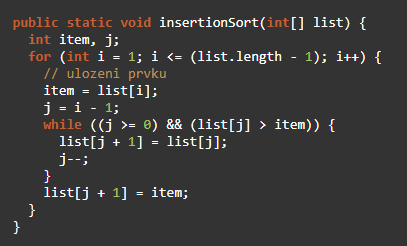 public static void insertionSort(int[] list) {
  int item, j;
  for (int i = 1; i <= (list.length - 1); i++) {
    // ulozeni prvku
    item = list[i];
    j = i - 1;
    while ((j >= 0) && (list[j] > item)) {
      list[j + 1] = list[j];
      j--;
    }
    list[j + 1] = item;
  }
}